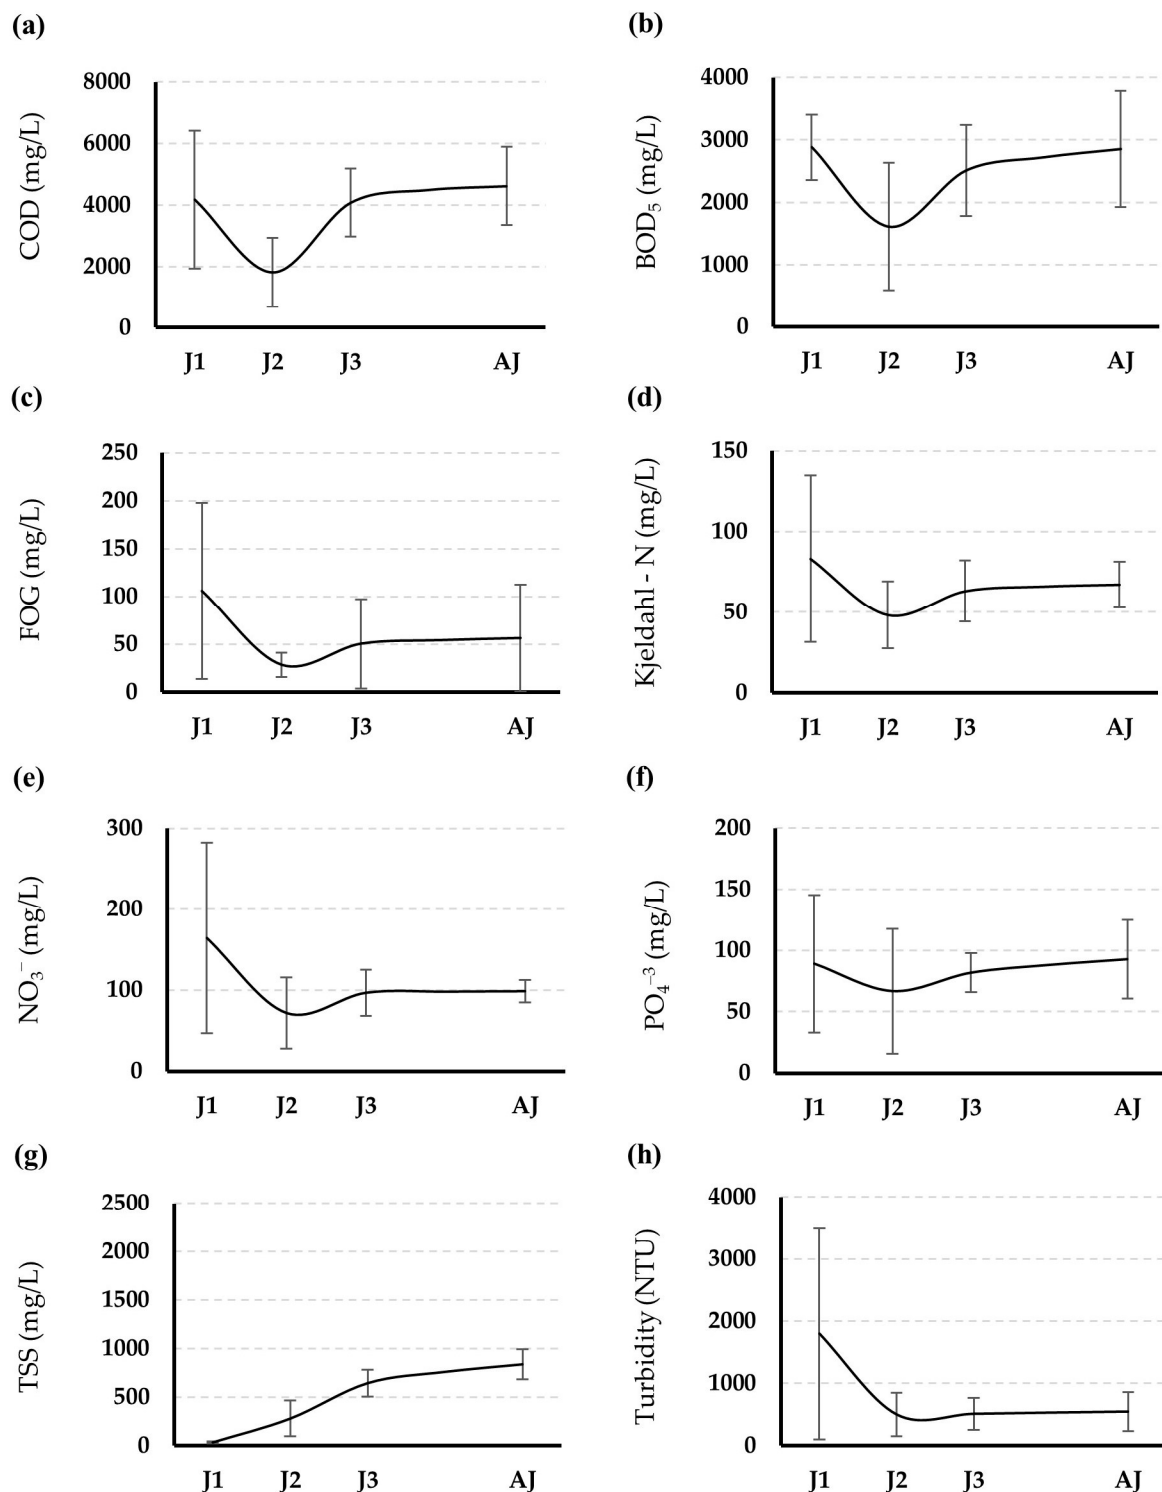 (a)
COD (mg/L)
8000
6000
4000
2000
0
J1 J2 J3 AJ
(b)
BOD₅ (mg/L)
4000
3000
2000
1000
0
J1 J2 J3 AJ
(c)
FOG (mg/L)
250
200
150
100
50
0
J1 J2 J3 AJ
(d)
Kjeldahl - N (mg/L)
150
100
50
0
J1 J2 J3 AJ
(e)
NO₃⁻ (mg/L)
300
200
100
0
J1 J2 J3 AJ
(f)
PO₄⁻³ (mg/L)
200
150
100
50
0
J1 J2 J3 AJ
(g)
TSS (mg/L)
2500
2000
1500
1000
500
0
J1 J2 J3 AJ
(h)
Turbidity (NTU)
4000
3000
2000
1000
0
J1 J2 J3 AJ